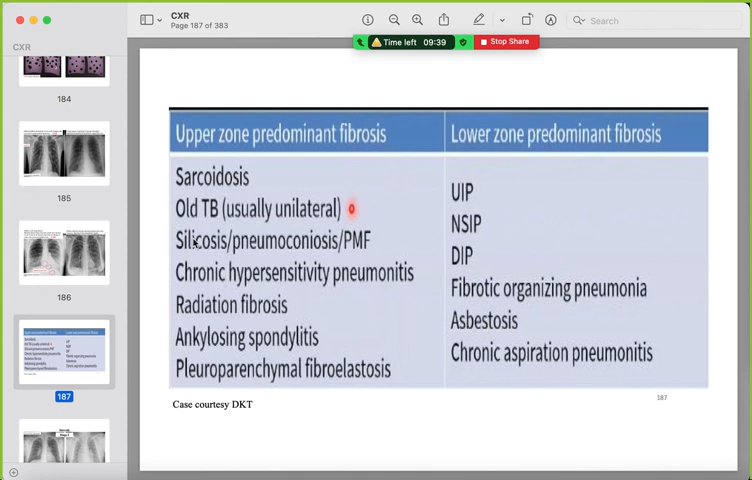 CXR
Page 187 of 383
Search
Time left 09:39
Stop Share
CXR
184
185
186
187
Upper zone predominant fibrosis
Lower zone predominant fibrosis
Sarcoidosis
Old TB (usually unilateral)
Silicosis/pneumoconiosis/PMF
Chronic hypersensitivity pneumonitis
Radiation fibrosis
Ankylosing spondylitis
Pleuroparenchymal fibroelastosis
UIP
NSIP
DIP
Fibrotic organizing pneumonia
Asbestosis
Chronic aspiration pneumonitis
187
Case courtesy DKT